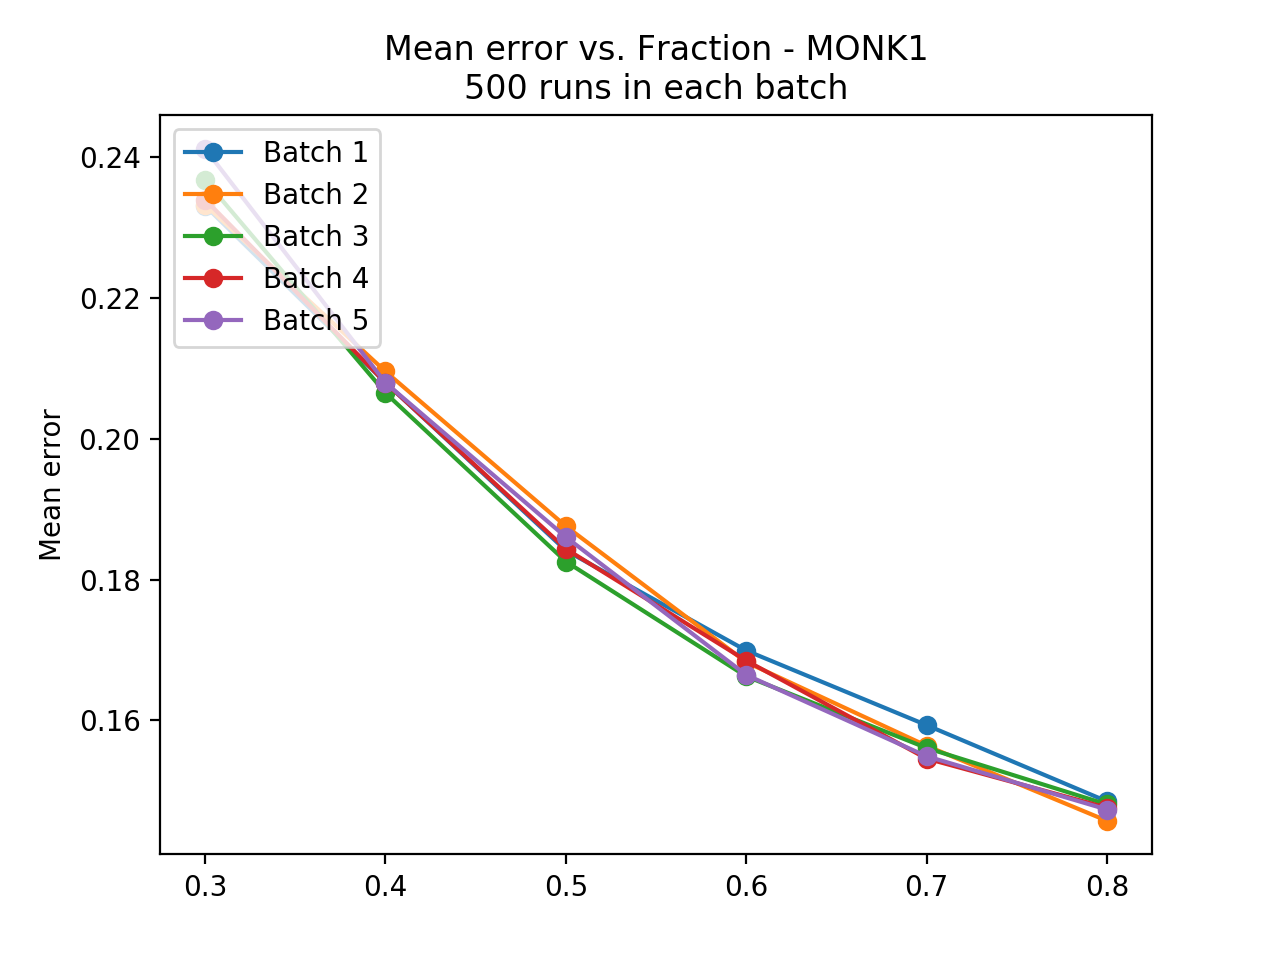 Mean error vs. Fraction - MONK1
500 runs in each batch
Batch 1
Batch 2
Batch 3
Batch 4
Batch 5
Mean error
0.24
0.22
0.20
0.18
0.16
0.3 0.4 0.5 0.6 0.7 0.8